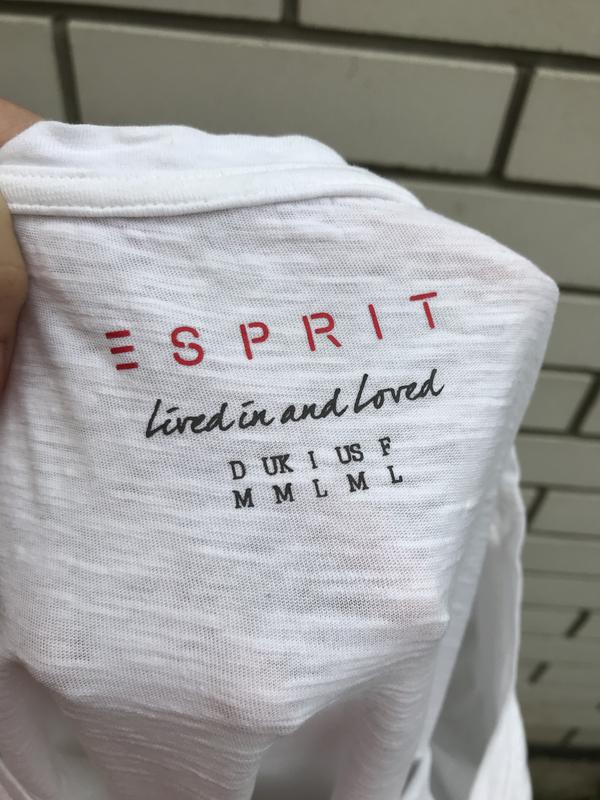 ESPRIT
Lived in and Loved
D UK I US F
M M L M L